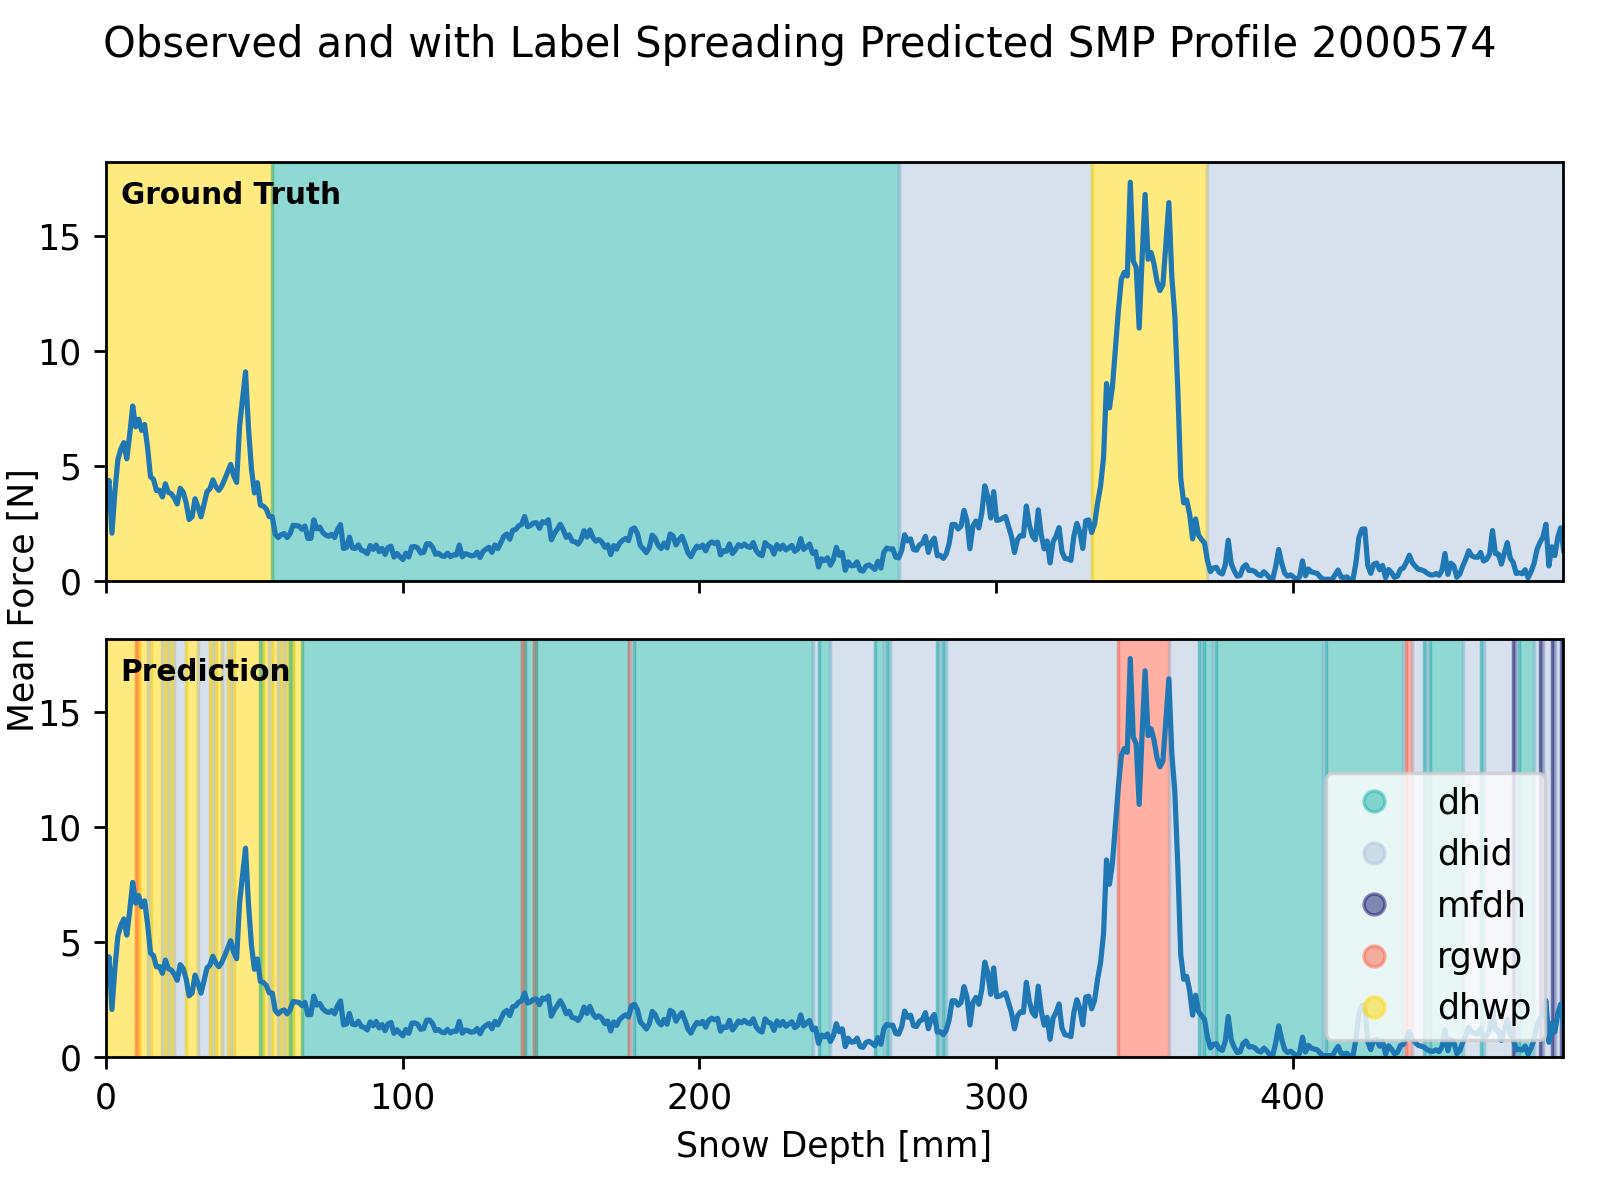 Observed and with Label Spreading Predicted SMP Profile 2000574
Ground Truth
15
10
5
0
Mean Force [N]
Prediction
15
10
5
0
dh
dhid
mfdh
rgwp
dhwp
0 100 200 300 400
Snow Depth [mm]